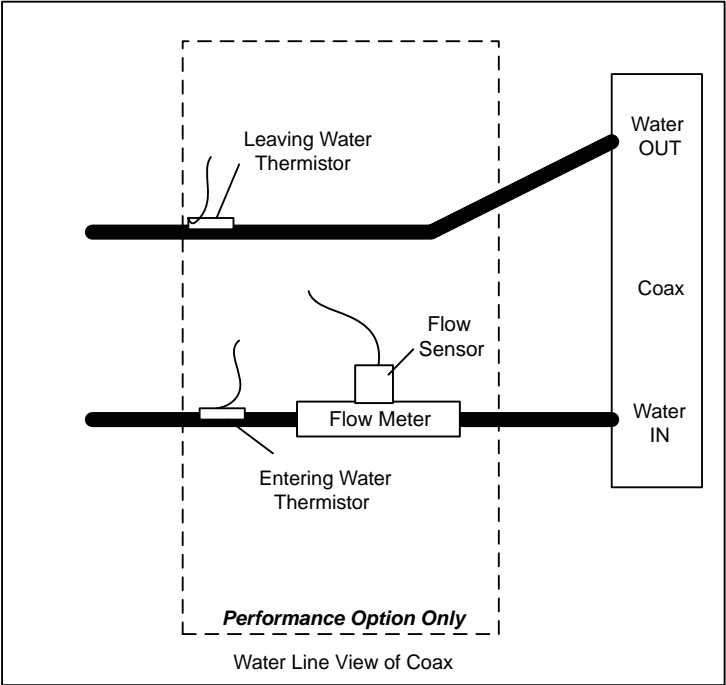 Leaving Water
Thermistor
Water
OUT
Coax
Flow
Sensor
Flow Meter
Water
IN
Entering Water
Thermistor
Performance Option Only
Water Line View of Coax